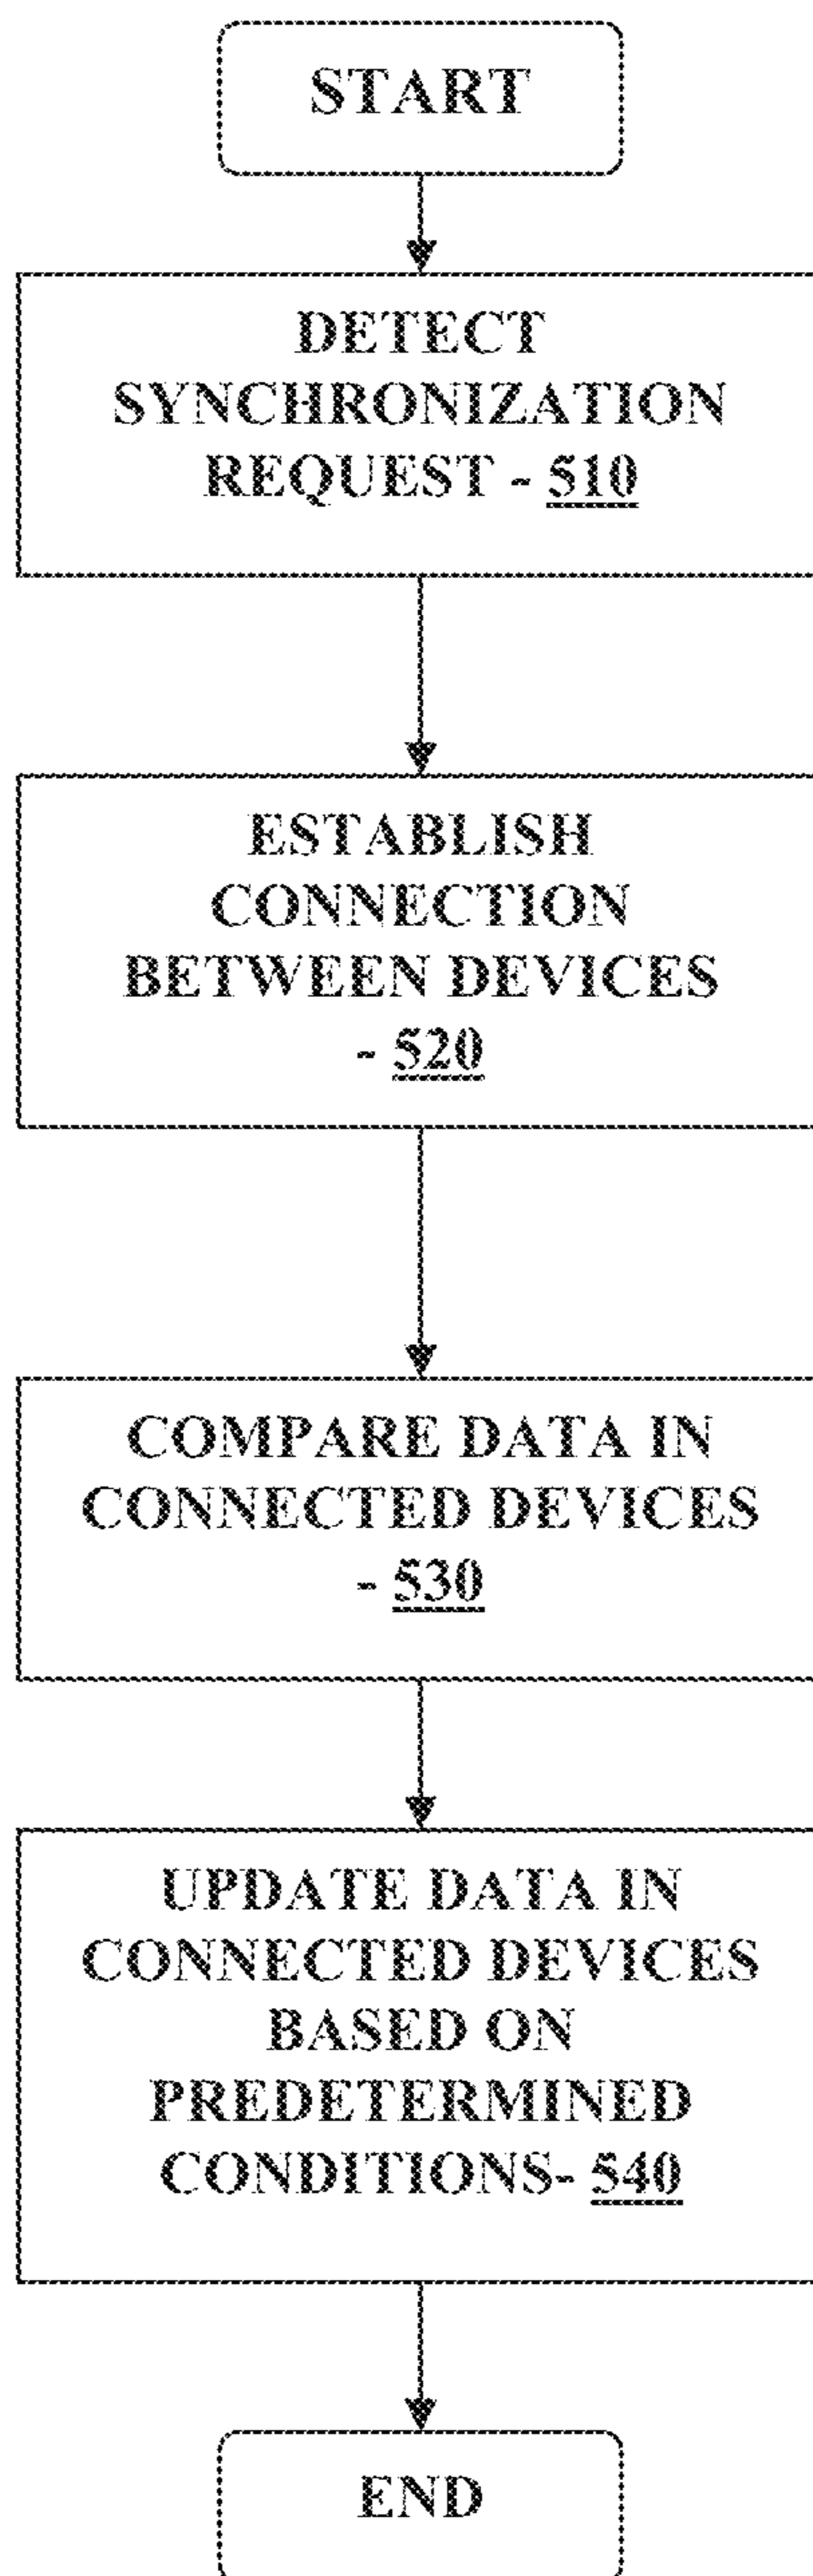 START
DETECT
SYNCHRONIZATION
REQUEST - 510
ESTABLISH
CONNECTION
BETWEEN DEVICES
- 520
COMPARE DATA IN
CONNECTED DEVICES
- 530
UPDATE DATA IN
CONNECTED DEVICES
BASED ON
PREDETERMINED
CONDITIONS- 540
END